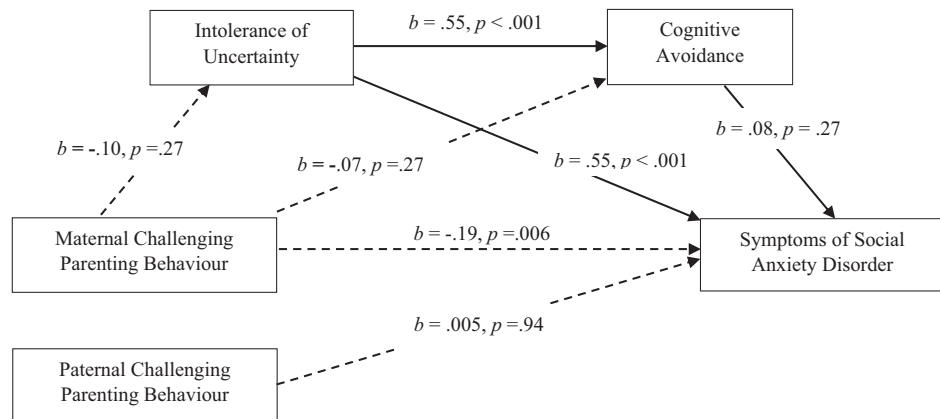 b = .55, p < .001
Intolerance of
Uncertainty
Cognitive
Avoidance
b = -.10, p =.27
b = -.07, p =.27
b = .55, p < .001
b = .08, p = .27
Maternal Challenging
Parenting Behaviour
b = -.19, p =.006
Symptoms of Social
Anxiety Disorder
b = .005, p =.94
Paternal Challenging
Parenting Behaviour